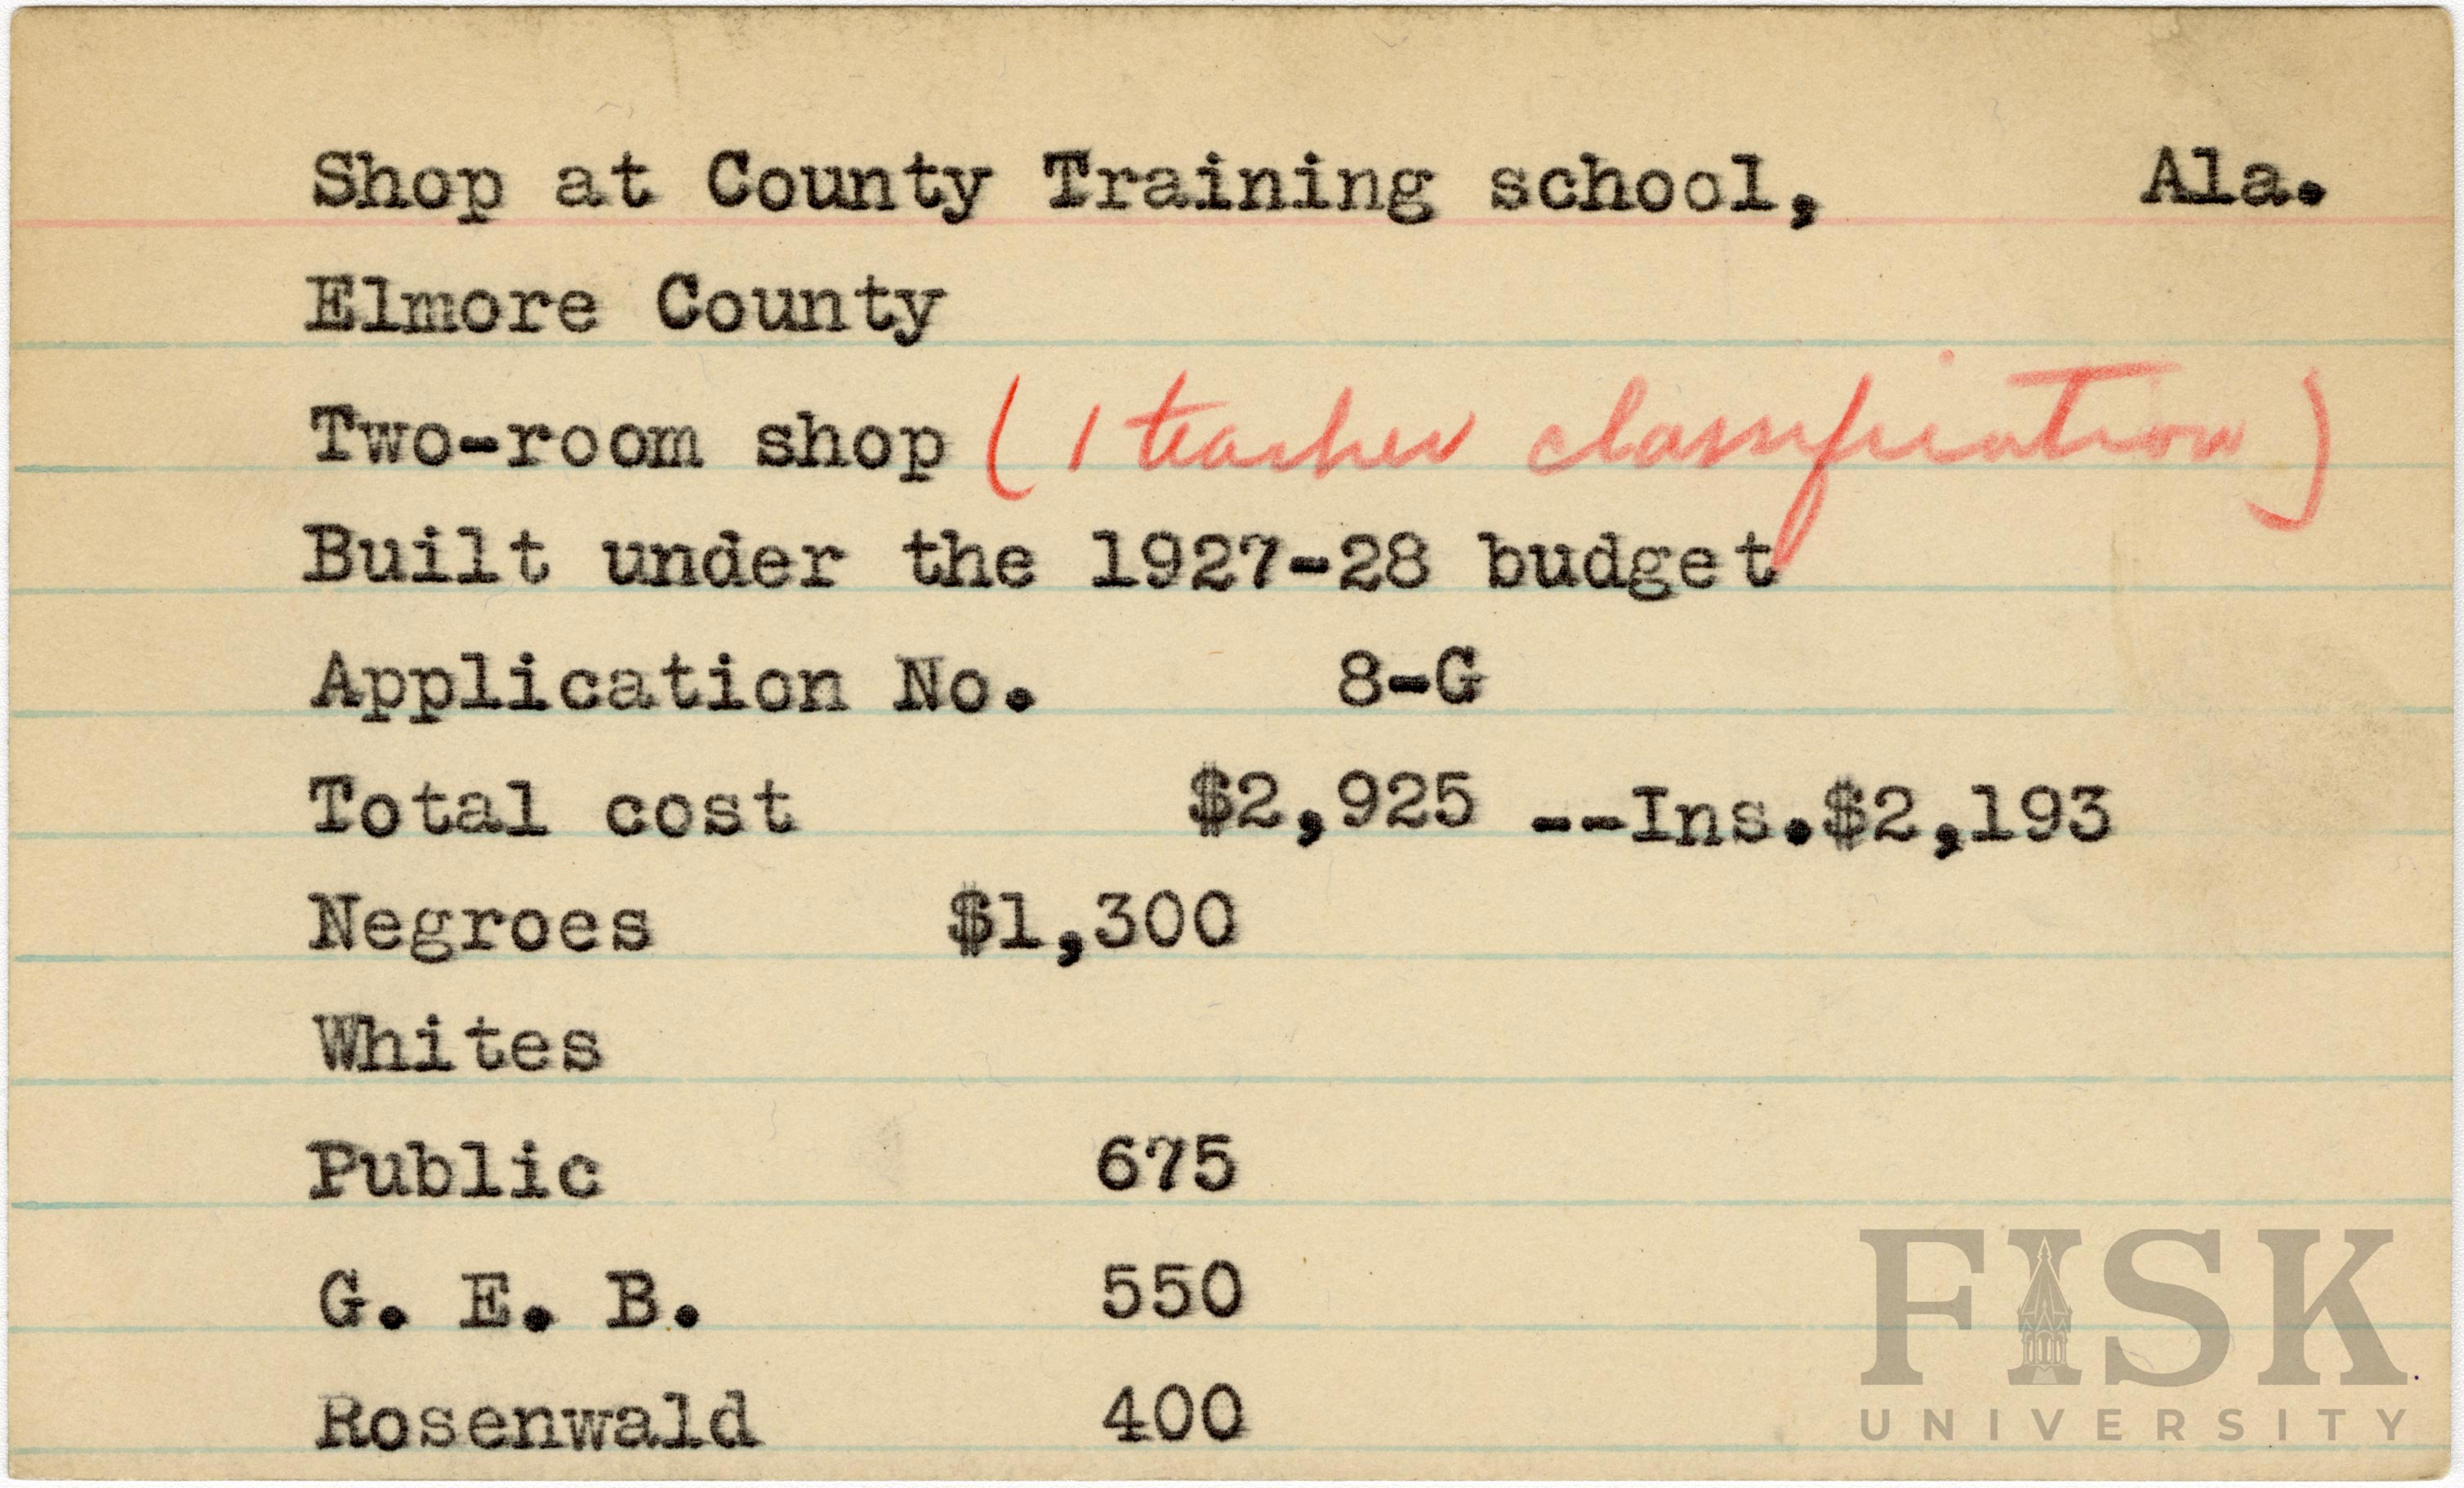 Shop at County Training school, Ala.
Elmore County
Two-room shop (1 teacher classification)
Built under the 1927-28 budget
Application No. 8-G
Total cost $2,925 --Ins.$2,193
Negroes $1,300
Whites
Public 675
G. E. B. 550
Rosenwald 400
FISK
UNIVERSITY